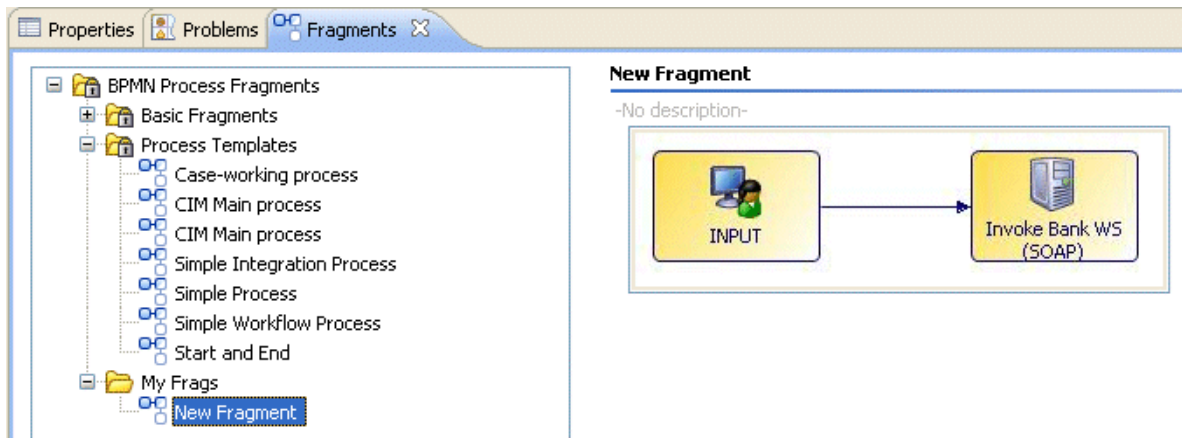 Properties Problems Fragments
BPMN Process Fragments
Basic Fragments
Process Templates
Case-working process
CIM Main process
CIM Main process
Simple Integration Process
Simple Process
Simple Workflow Process
Start and End
My Frags
New Fragment
New Fragment
-No description-
INPUT
Invoke Bank WS
(SOAP)